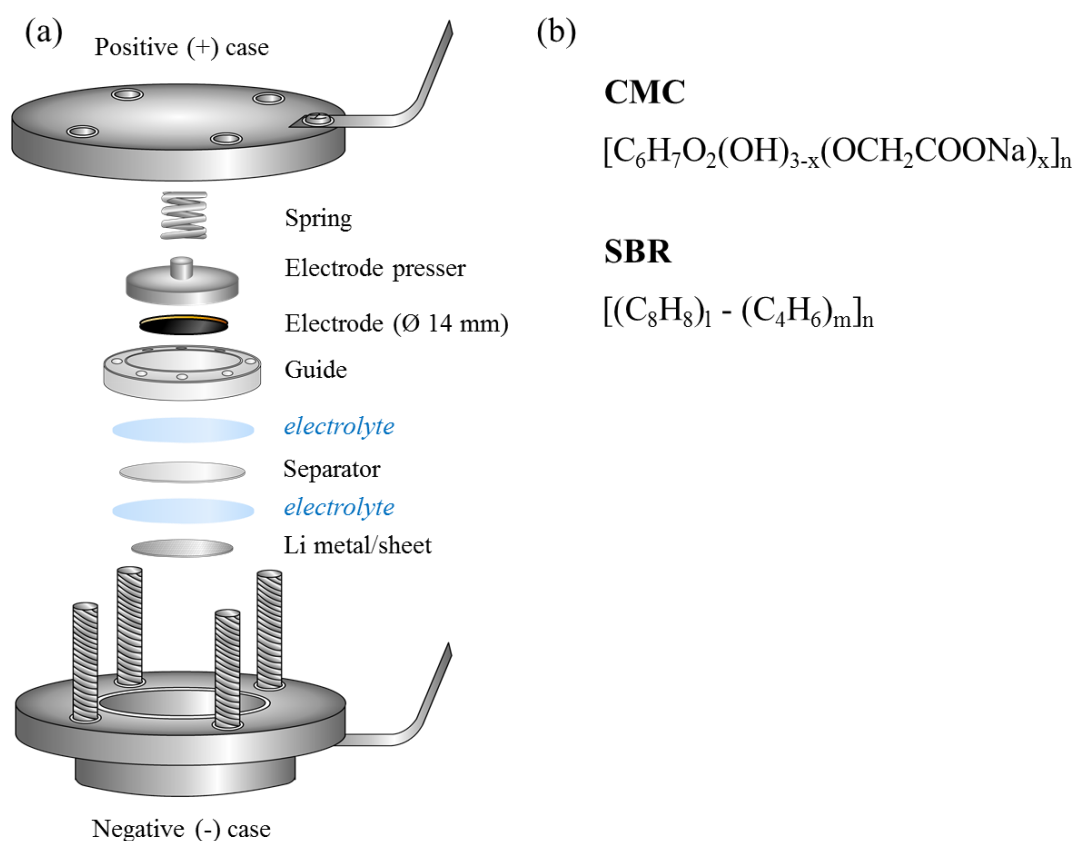 (a)
Positive (+) case
Spring
Electrode presser
Electrode (Ø 14 mm)
Guide
electrolyte
Separator
electrolyte
Li metal/sheet
Negative (-) case
(b)
CMC
[C₆H₇O₂(OH)₃₋ₓ(OCH₂COONa)ₓ]ₙ
SBR
[(C₈H₈)ₗ - (C₄H₆)ₘ]ₙ